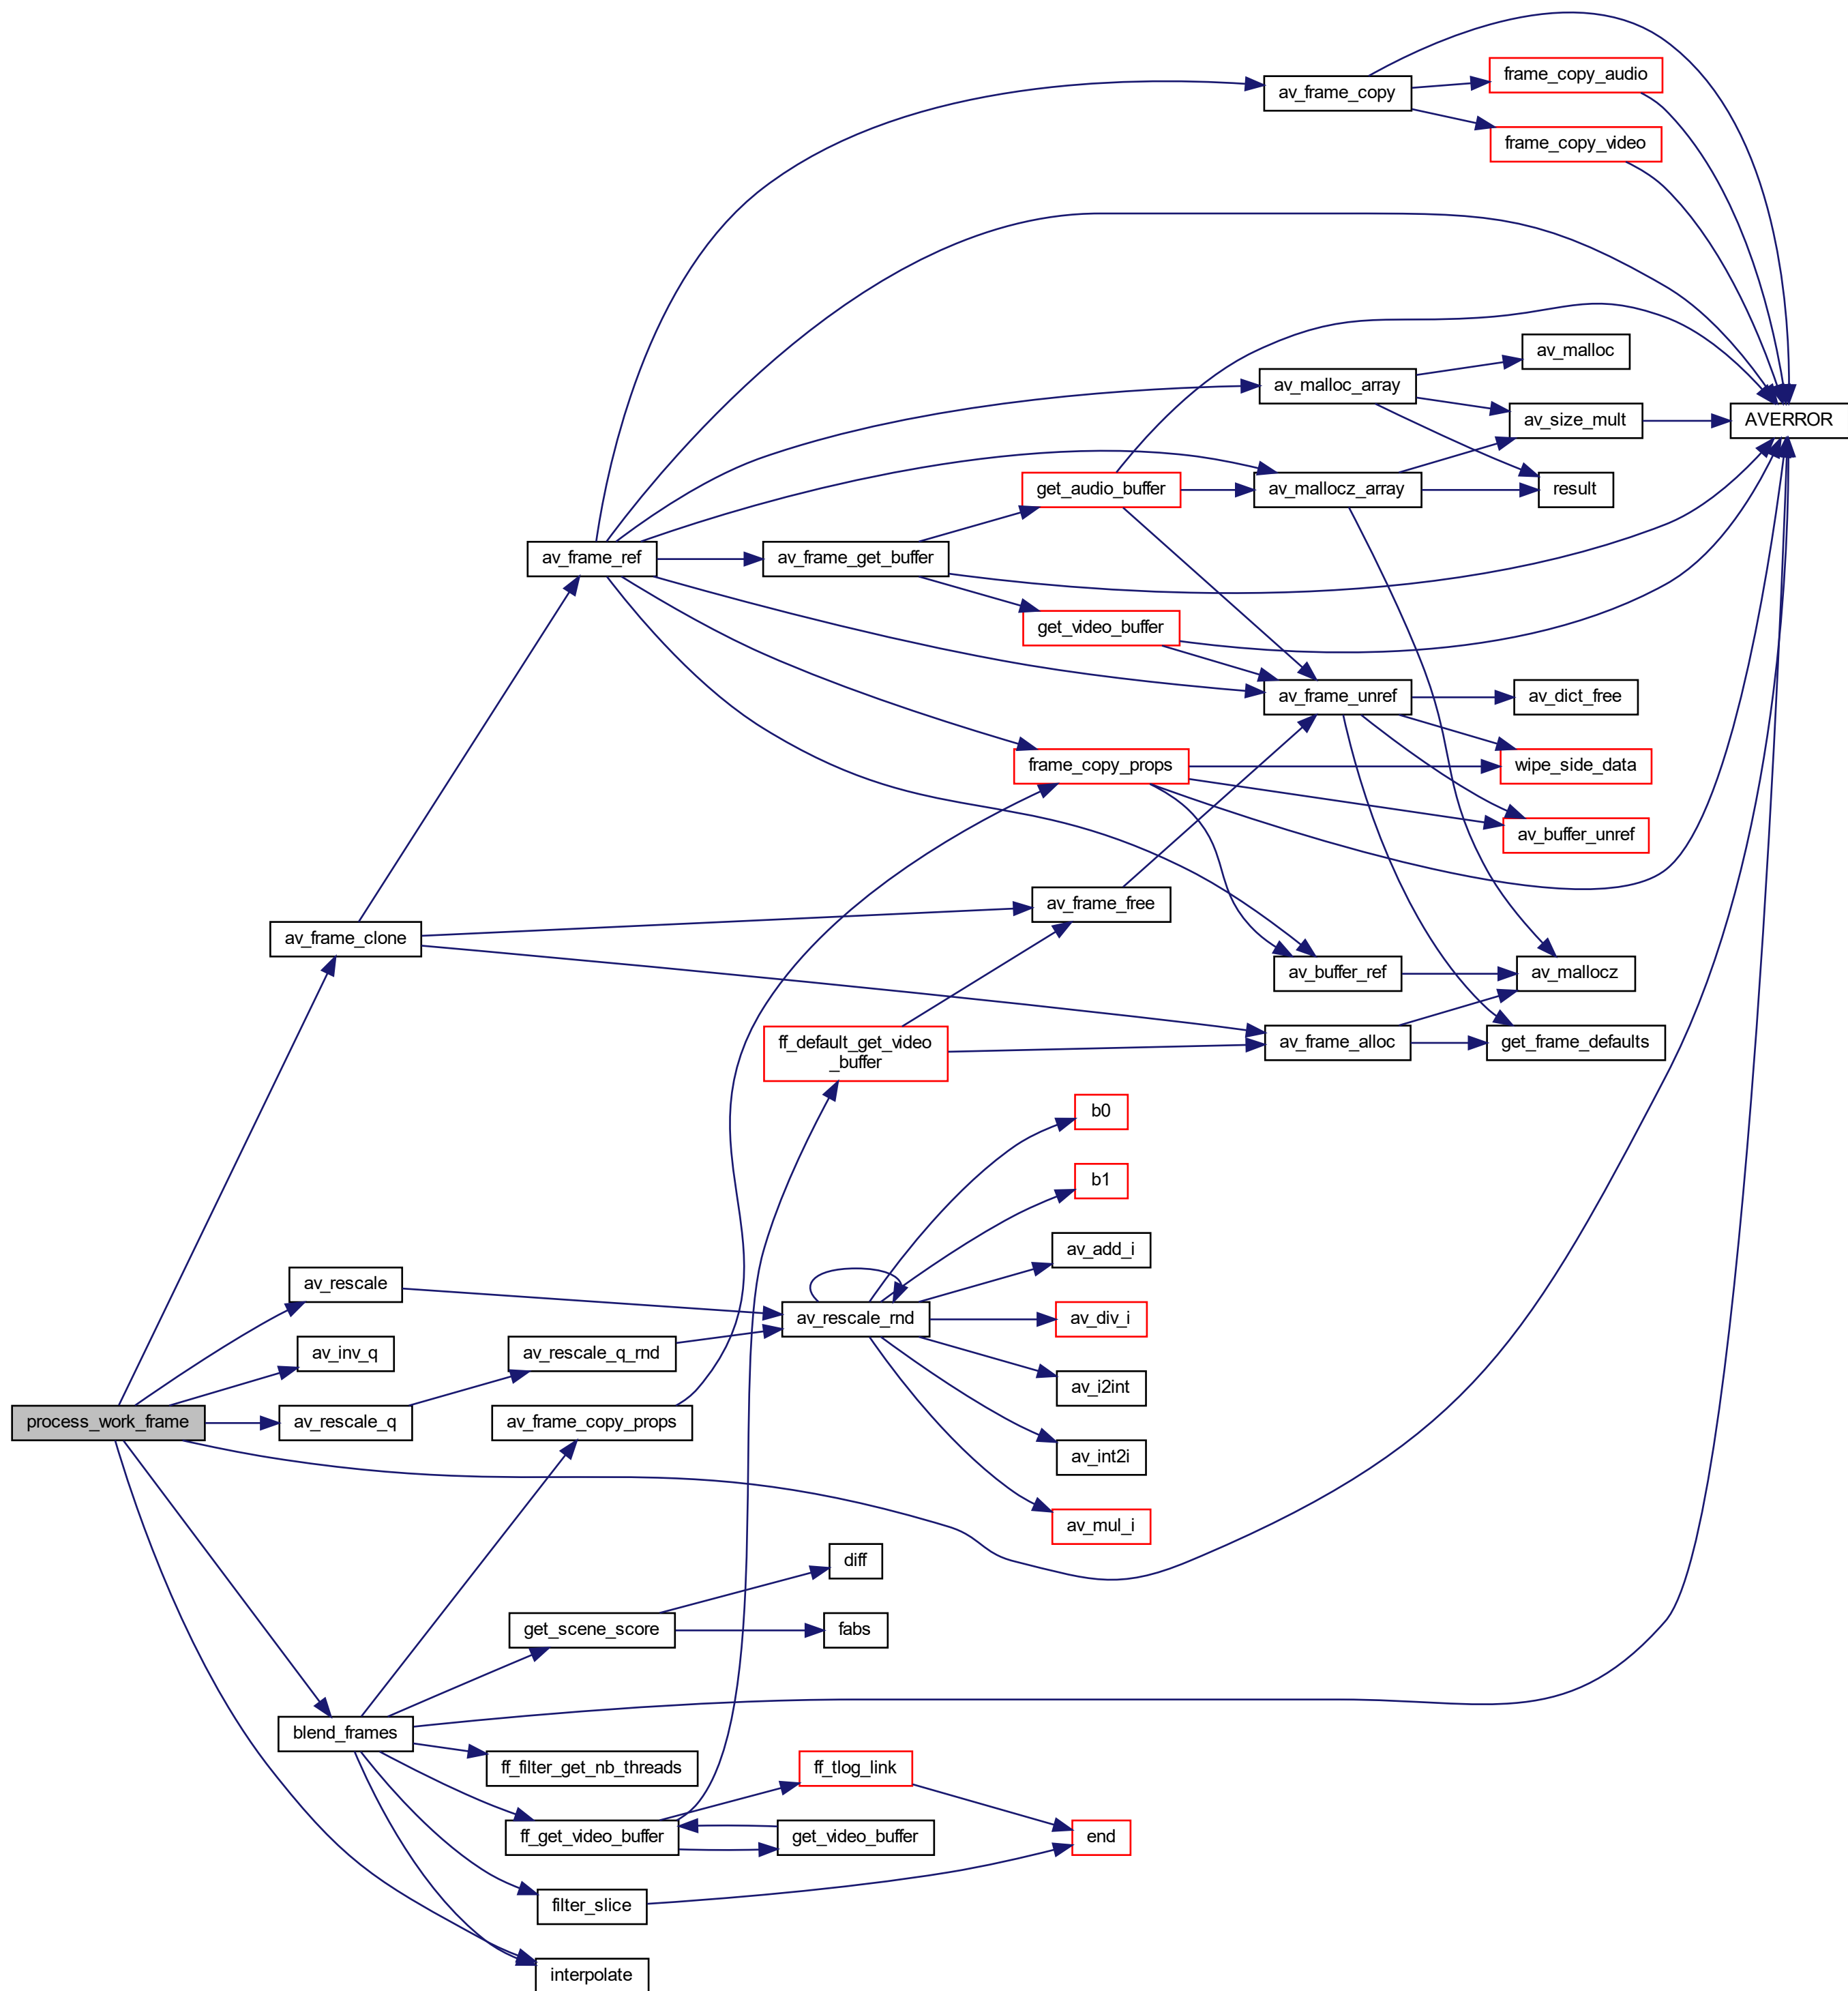 frame_copy_audio
av_frame_copy
frame_copy_video
av_malloc
av_malloc_array
av_size_mult
AVERROR
get_audio_buffer
av_mallocz_array
result
av_frame_ref
av_frame_get_buffer
get_video_buffer
av_frame_unref
av_dict_free
frame_copy_props
wipe_side_data
av_buffer_unref
av_frame_free
av_frame_clone
av_buffer_ref
av_mallocz
ff_default_get_video
_buffer
av_frame_alloc
get_frame_defaults
b0
b1
av_add_i
av_rescale
av_rescale_rnd
av_div_i
av_inv_q
av_rescale_q_rnd
av_i2int
process_work_frame
av_rescale_q
av_frame_copy_props
av_int2i
av_mul_i
diff
get_scene_score
fabs
blend_frames
ff_filter_get_nb_threads
ff_tlog_link
ff_get_video_buffer
get_video_buffer
end
filter_slice
interpolate